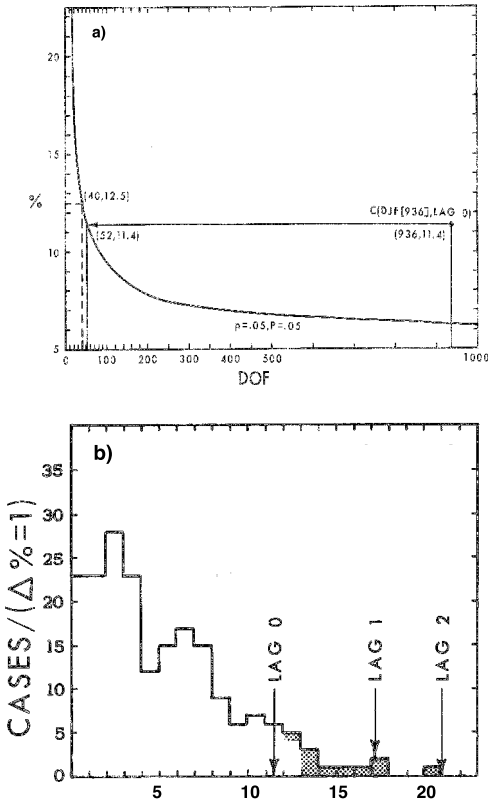 a)
20
15
%
(40,12.5)
C(DJF[936],LAG 0)
(52,11.4)
(936,11.4)
10
ρ=.05,P=.05
5
0 100 200 300 400 500 1000
DOF
b)
CASES/(Δ%=1)
35
30
25
20
15
10
5
0
LAG 0
LAG 1
LAG 2
5 10 15 20